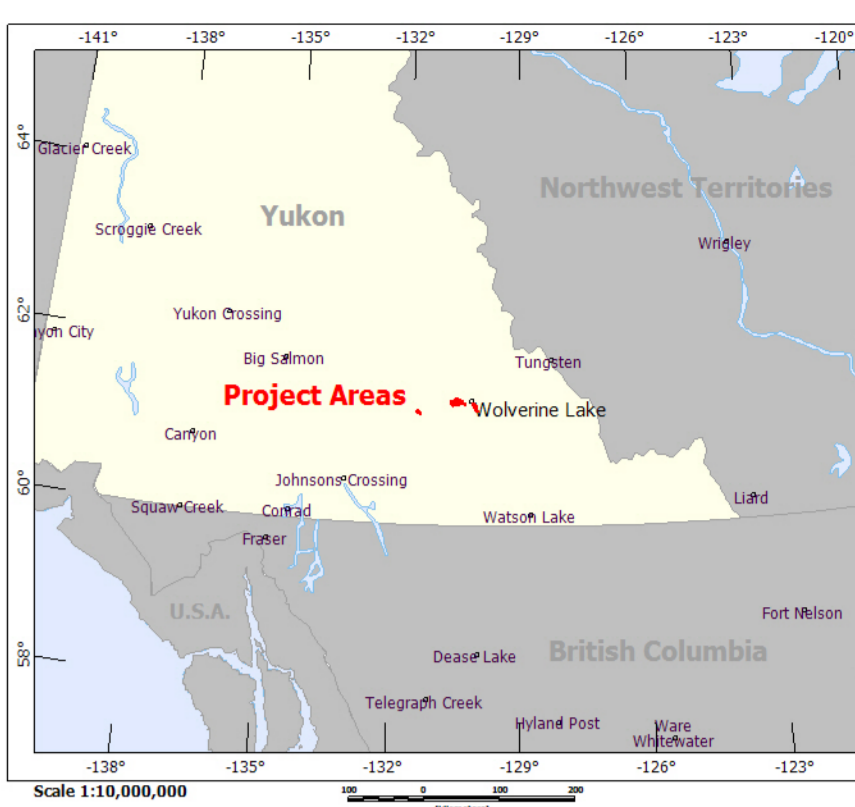 -141° -138° -135° -132° -129° -126° -123° -120°
64°
Glacier Creek
Northwest Territories
Yukon
Scroggie Creek
Wrigley
62°
Yukon Crossing
yon City
Big Salmon
Tungsten
Project Areas
Wolverine Lake
Canyon
60°
Johnsons Crossing
Liard
Squaw Creek
Conrad
Watson Lake
Fraser
U.S.A.
Fort Nelson
58°
Dease Lake
British Columbia
Telegraph Creek
Hyland Post
Ware
Whitewater
-138° -135° -132° -129° -126° -123°
Scale 1:10,000,000
100 0 100 200